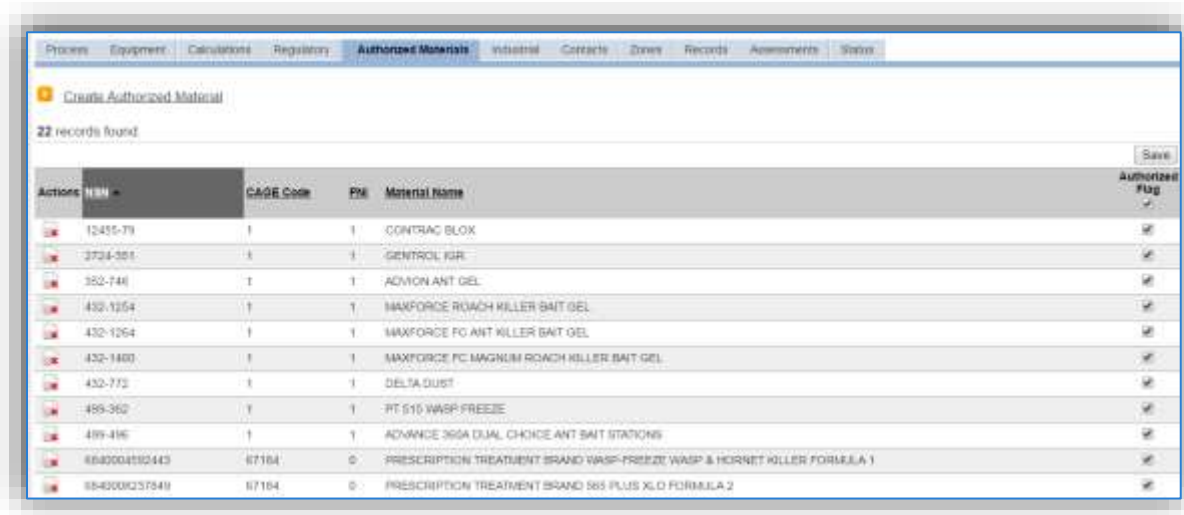 Process Equipment Calculations Regulatory Authorized Materials Industrial Contacts Zones Records Assessments Status
Create Authorized Material
22 records found
Save
Actions NSN CAGE Code PNI Material Name Authorized Flag
12455-79 1 1 CONTRAC BLOX
2724-351 1 1 GENTROL IGR
352-746 1 1 ADVION ANT GEL
432-1254 1 1 MAXFORCE ROACH KILLER BAIT GEL
432-1264 1 1 MAXFORCE FC ANT KILLER BAIT GEL
432-1460 1 1 MAXFORCE FC MAGNUM ROACH KILLER BAIT GEL
432-772 1 1 DELTA DUST
499-362 1 1 PT 515 WASP FREEZE
499-496 1 1 ADVANCE 360A DUAL CHOICE ANT BAIT STATIONS
6840004592443 67184 0 PRESCRIPTION TREATMENT BRAND WASP-FREEZE WASP & HORNET KILLER FORMULA 1
6840008237849 67184 0 PRESCRIPTION TREATMENT BRAND 565 PLUS XLO FORMULA 2